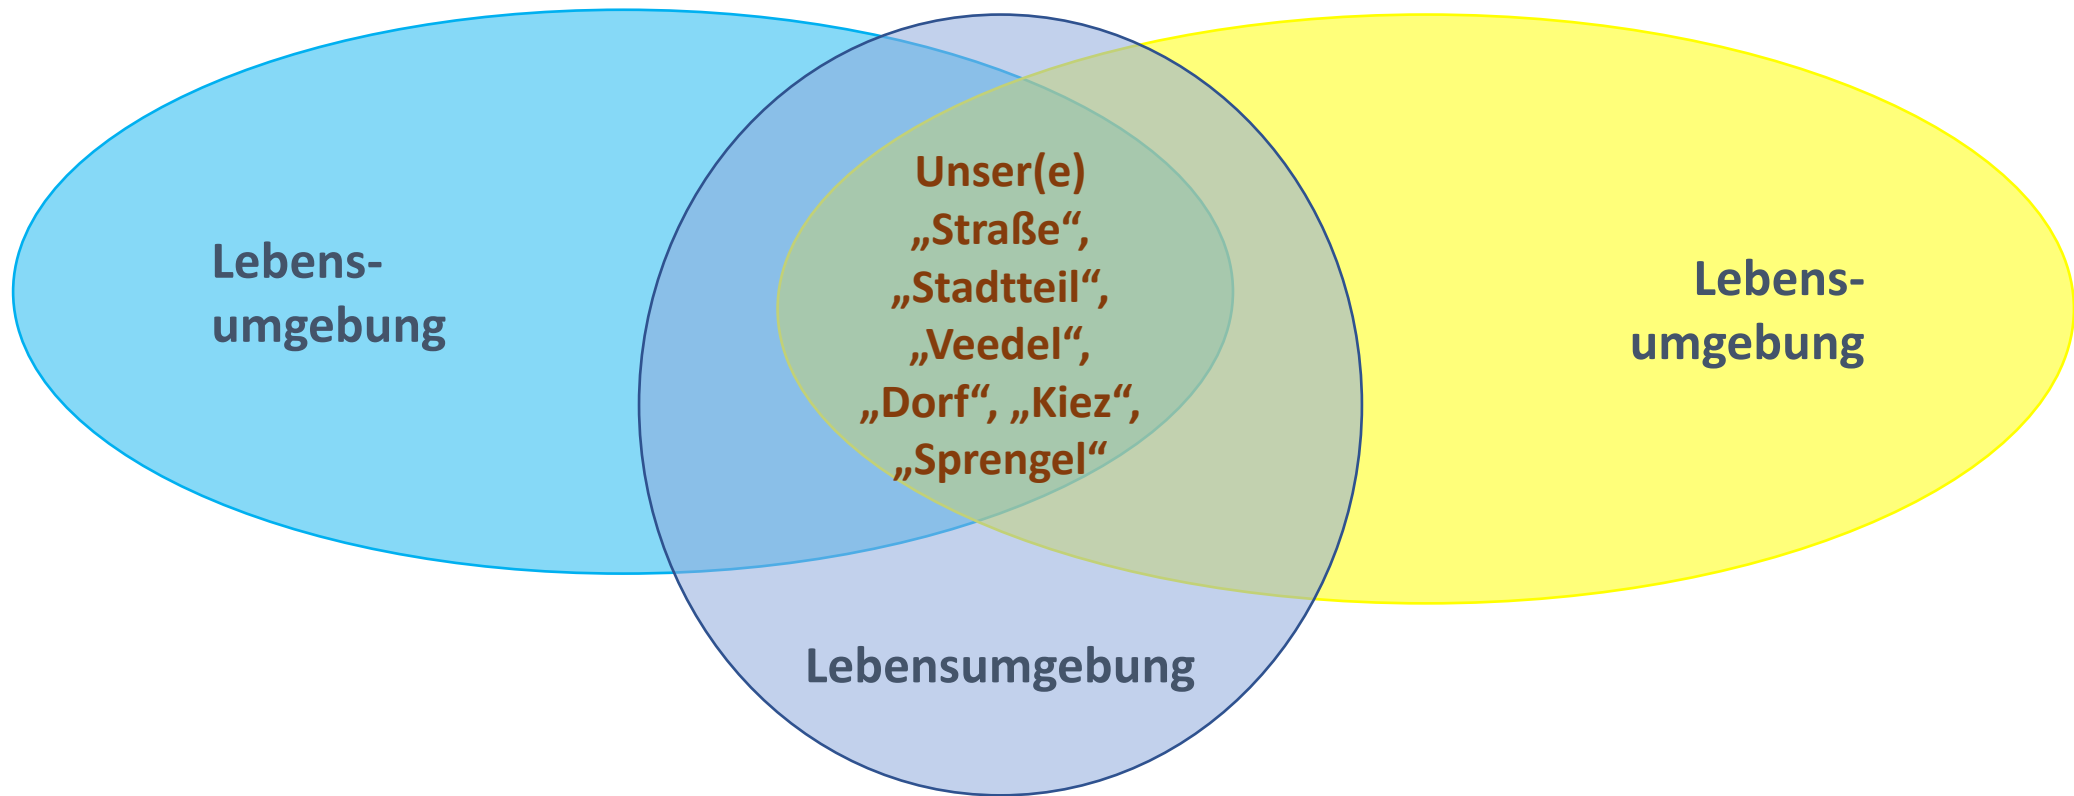 Lebens-
umgebung
Unser(e)
„Straße“,
„Stadtteil“,
„Veedel“,
„Dorf“, „Kiez“,
„Sprengel“
Lebens-
umgebung
Lebensumgebung